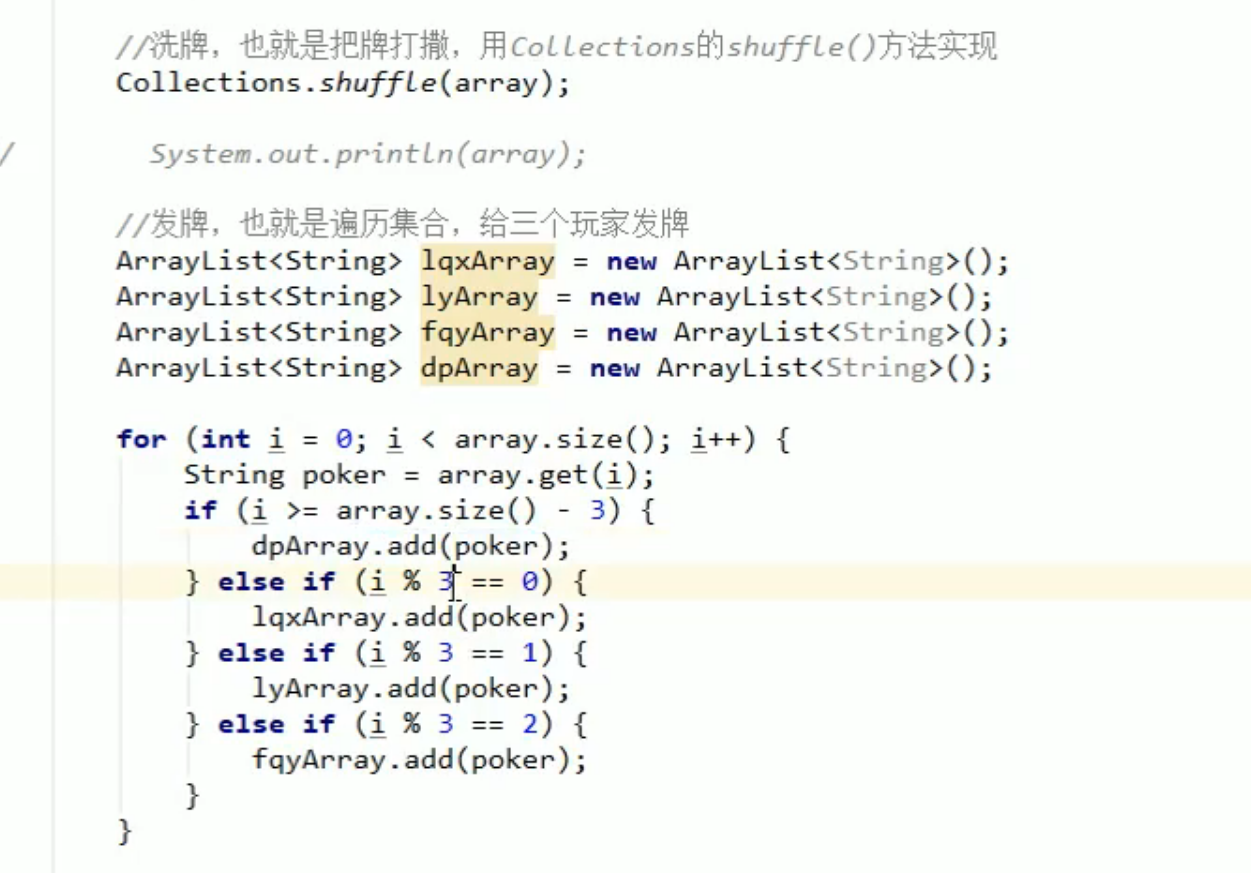 //洗牌，也就是把牌打撒，用Collections的shuffle()方法实现
Collections.shuffle(array);
/ System.out.println(array);
//发牌，也就是遍历集合，给三个玩家发牌
ArrayList<String> lqxArray = new ArrayList<String>();
ArrayList<String> lyArray = new ArrayList<String>();
ArrayList<String> fqyArray = new ArrayList<String>();
ArrayList<String> dpArray = new ArrayList<String>();
for (int i = 0; i < array.size(); i++) {
String poker = array.get(i);
if (i >= array.size() - 3) {
dpArray.add(poker);
} else if (i % 3 == 0) {
lqxArray.add(poker);
} else if (i % 3 == 1) {
lyArray.add(poker);
} else if (i % 3 == 2) {
fqyArray.add(poker);
}
}